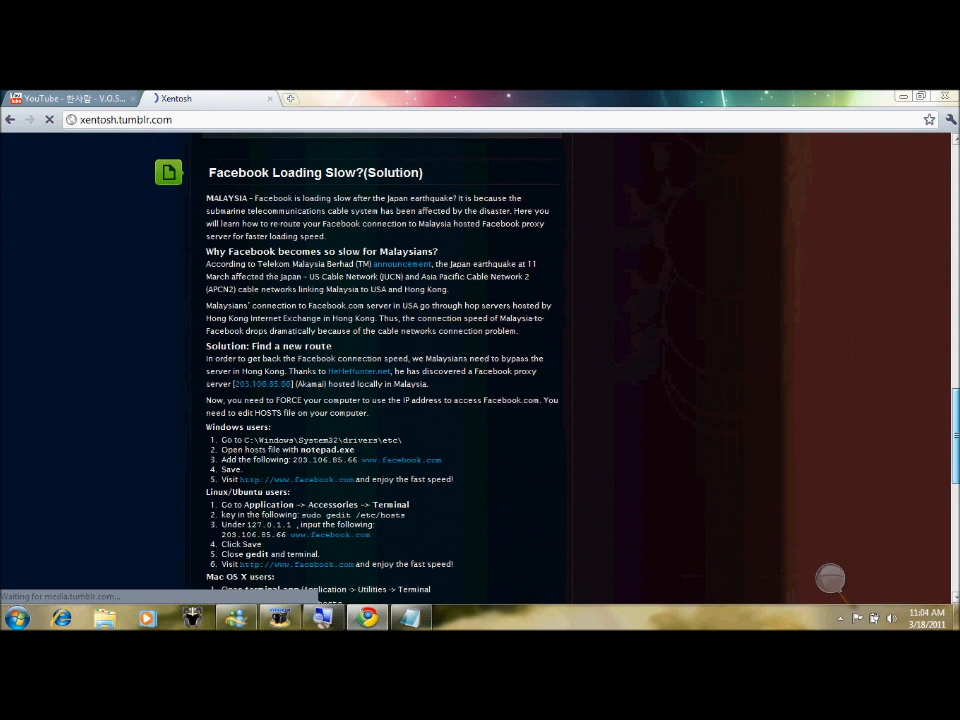 YouTube - 한사람 - V.O.S...
Xentosh
xentosh.tumblr.com
Facebook Loading Slow?(Solution)
MALAYSIA – Facebook is loading slow after the Japan earthquake? It is because the
submarine telecommunications cable system has been affected by the disaster. Here you
will learn how to re-route your Facebook connection to Malaysia hosted Facebook proxy
server for faster loading speed.
Why Facebook becomes so slow for Malaysians?
According to Telekom Malaysia Berhad (TM) announcement, the Japan earthquake at 11
March affected the Japan – US Cable Network (JUCN) and Asia Pacific Cable Network 2
(APCN2) cable networks linking Malaysia to USA and Hong Kong.
Malaysians' connection to Facebook.com server in USA go through hop servers hosted by
Hong Kong Internet Exchange in Hong Kong. Thus, the connection speed of Malaysia-to-
Facebook drops dramatically because of the cable networks connection problem.
Solution: Find a new route
In order to get back the Facebook connection speed, we Malaysians need to bypass the
server in Hong Kong. Thanks to HeHeHunter.net, he has discovered a Facebook proxy
server [203.106.85.66] (Akamai) hosted locally in Malaysia.
Now, you need to FORCE your computer to use the IP address to access Facebook.com. You
need to edit HOSTS file on your computer.
Windows users:
1. Go to C:\Windows\System32\drivers\etc\
2. Open hosts file with notepad.exe
3. Add the following: 203.106.85.66 www.facebook.com
4. Save.
5. Visit http://www.facebook.com and enjoy the fast speed!
Linux/Ubuntu users:
1. Go to Application -> Accessories -> Terminal
2. key in the following: sudo gedit /etc/hosts
3. Under 127.0.1.1 , input the following:
203.106.85.66 www.facebook.com
4. Click Save
5. Close gedit and terminal.
6. Visit http://www.facebook.com and enjoy the fast speed!
Mac OS X users:
1. Open terminal.app (Application -> Utilities -> Terminal
Waiting for media.tumblr.com...
11:04 AM
3/18/2011